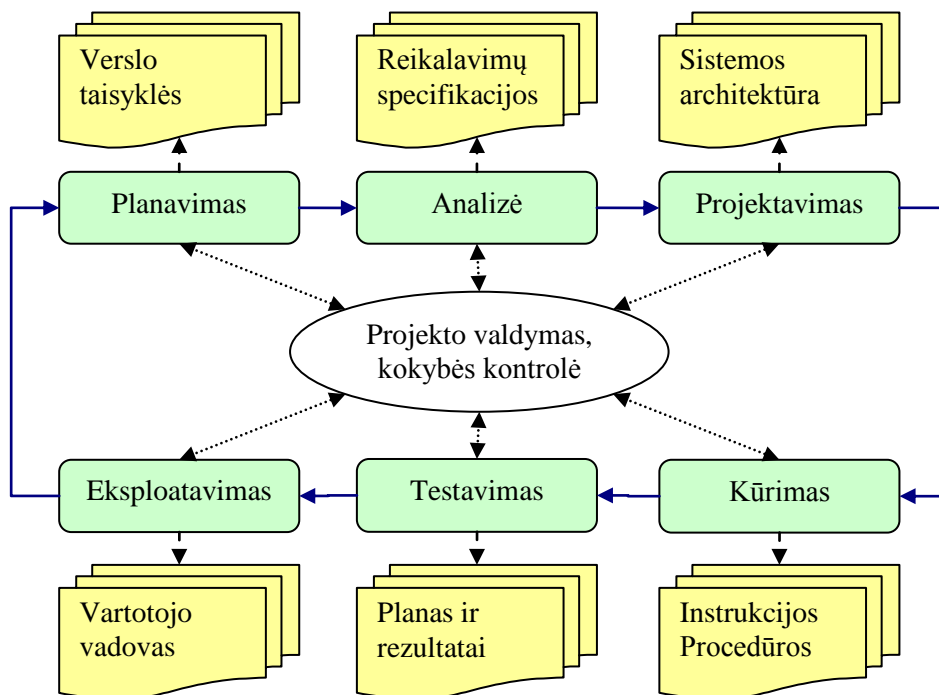 Verslo
taisyklės
Reikalavimų
specifikacijos
Sistemos
architektūra
Planavimas
Analizė
Projektavimas
Projekto valdymas,
kokybės kontrolė
Eksploatavimas
Testavimas
Kūrimas
Vartotojo
vadovas
Planas ir
rezultatai
Instrukcijos
Procedūros